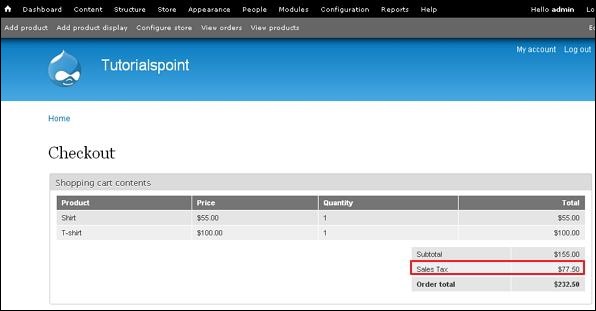 Dashboard Content Structure Store Appearance People Modules Configuration Reports Help Hello admin Lo
Add product Add product display Configure store View orders View products E
My account Log out
Tutorialspoint
Home
Checkout
Shopping cart contents
Product Price Quantity Total
Shirt $55.00 1 $55.00
T-shirt $100.00 1 $100.00
Subtotal $155.00
Sales Tax $77.50
Order total $232.50